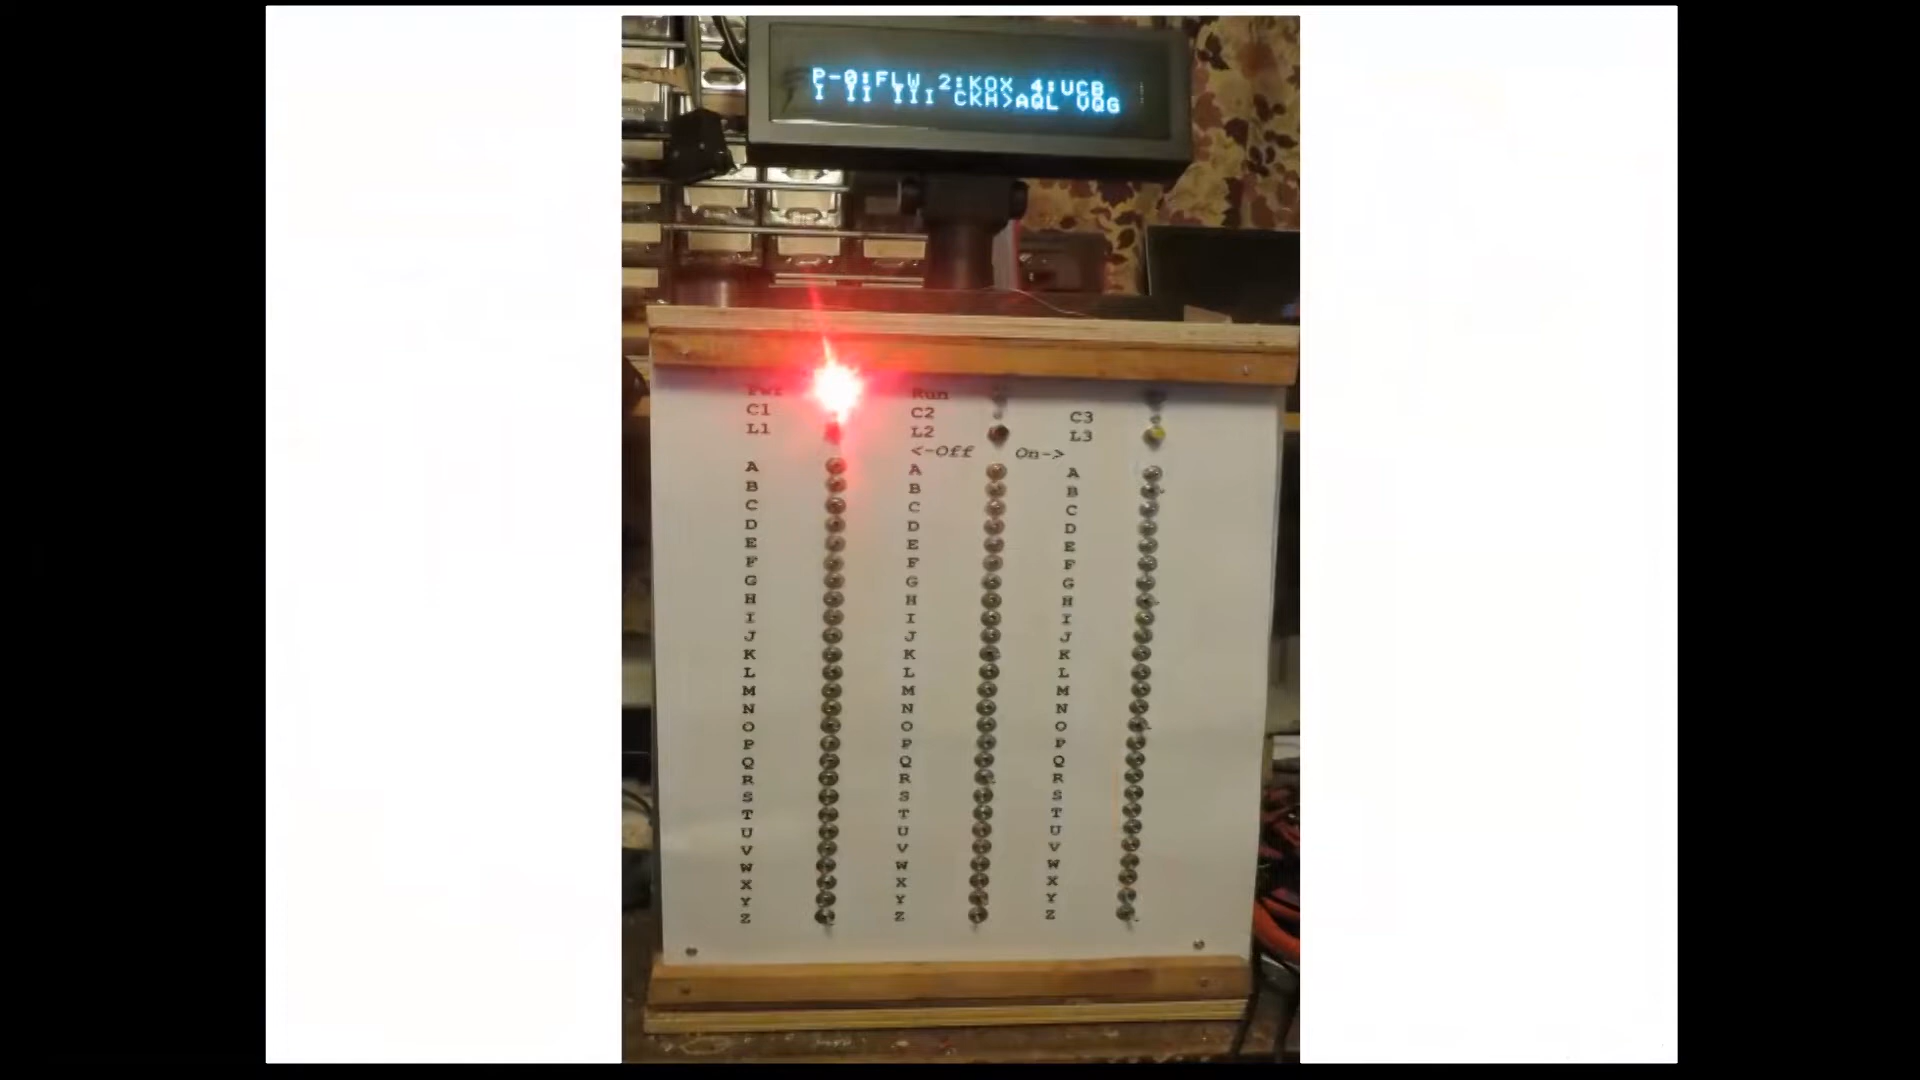 P-0:FLW 2:KOX 4:UCB
I II III CKH>AQL VQG
Pwr Run
C1 C2 C3
L1 L2 L3
<-Off On->
A A A
B B B
C C C
D D D
E E E
F F F
G G G
H H H
I I I
J J J
K K K
L L L
M M M
N N N
O O O
P P P
Q Q Q
R R R
S S S
T T T
U U U
V V V
W W W
X X X
Y Y Y
Z Z Z